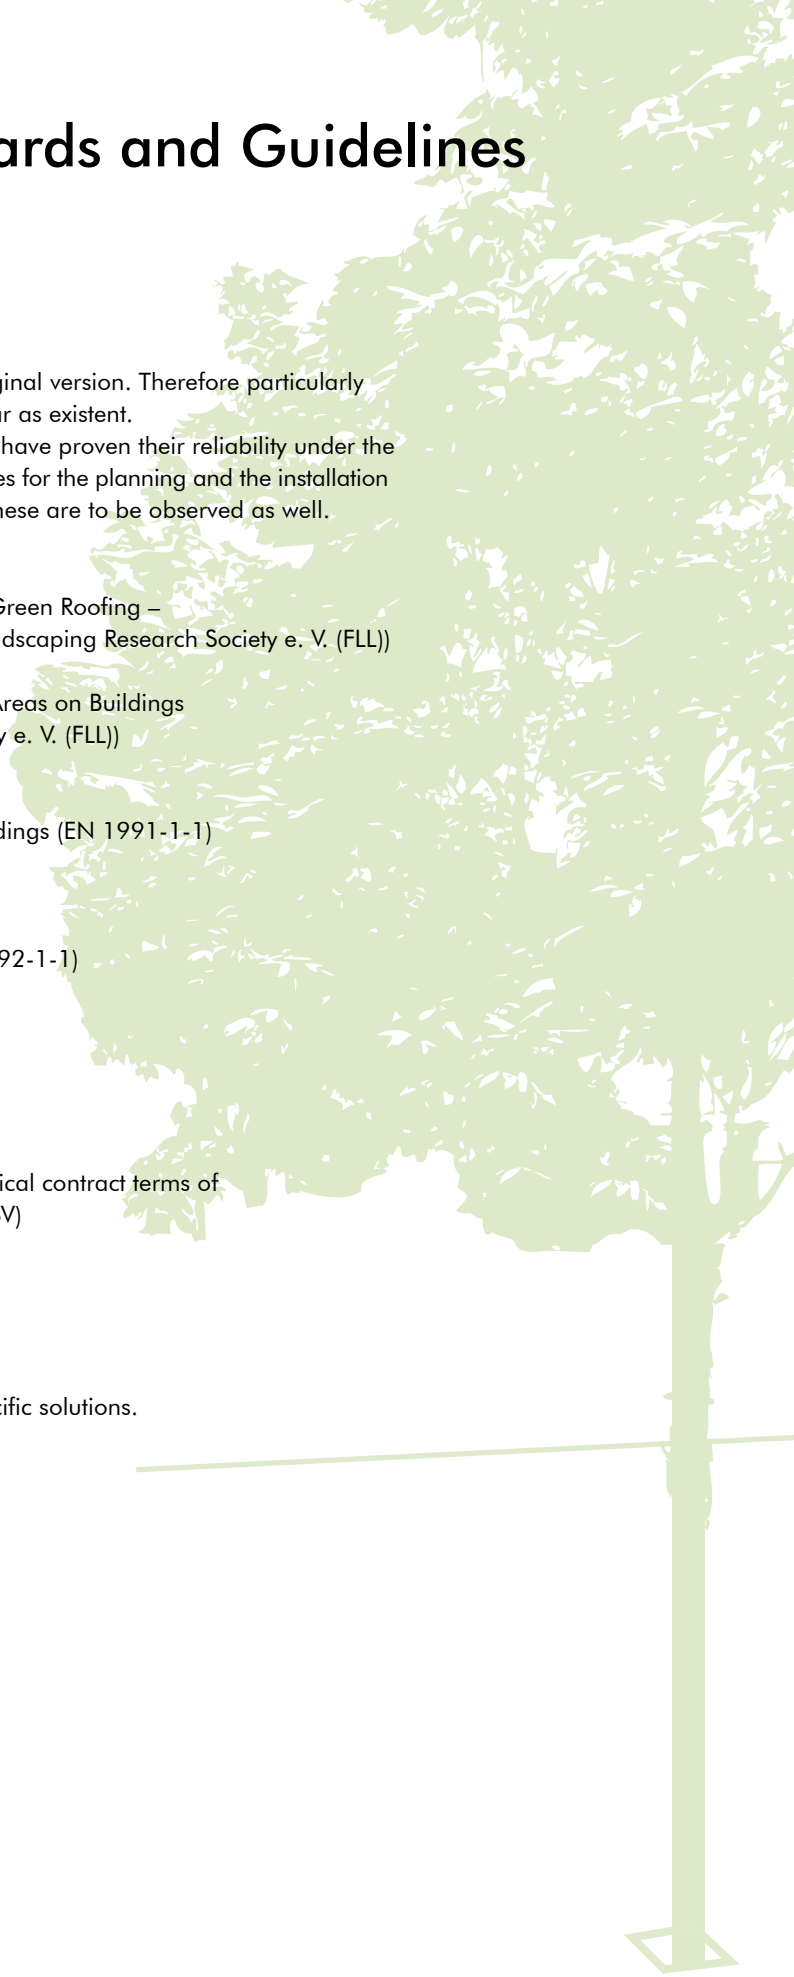 ards and Guidelines
ginal version. Therefore particularly
ar as existent.
have proven their reliability under the
es for the planning and the installation
hese are to be observed as well.
Green Roofing –
dscaping Research Society e. V. (FLL))
Areas on Buildings
y e. V. (FLL))
dings (EN 1991-1-1)
92-1-1)
ical contract terms of
V)
cific solutions.